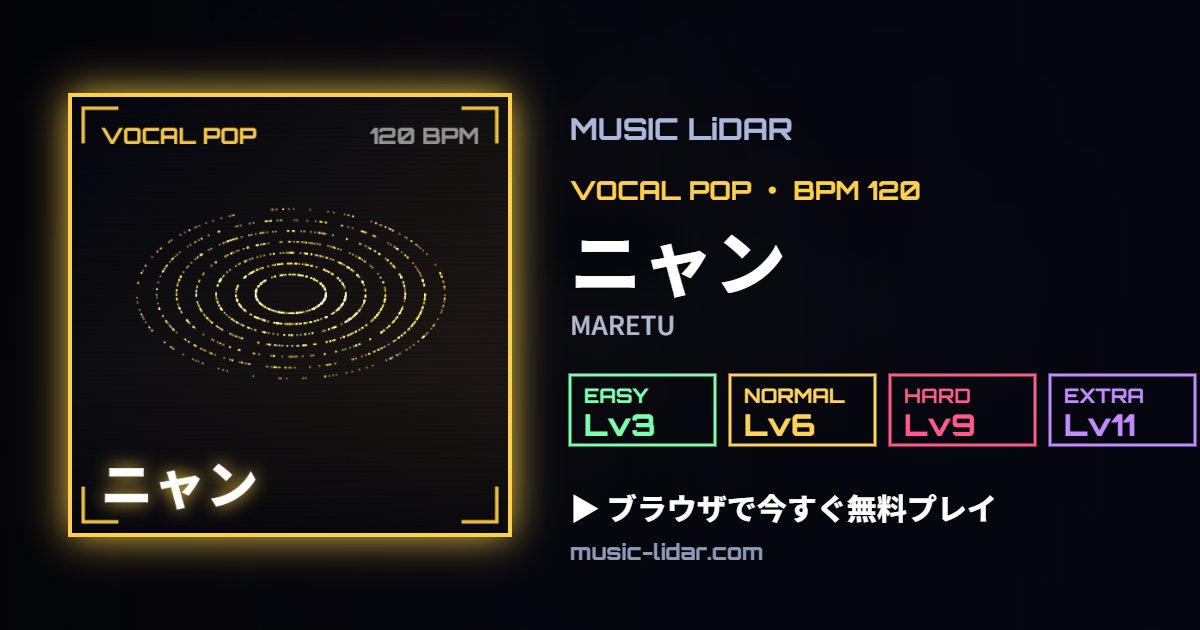 VOCAL POP
120 BPM
ニャン
MUSIC LiDAR
VOCAL POP ・ BPM 120
ニャン
MARETU
EASY
Lv3
NORMAL
Lv6
HARD
Lv9
EXTRA
Lv11
▶ ブラウザで今すぐ無料プレイ
music-lidar.com